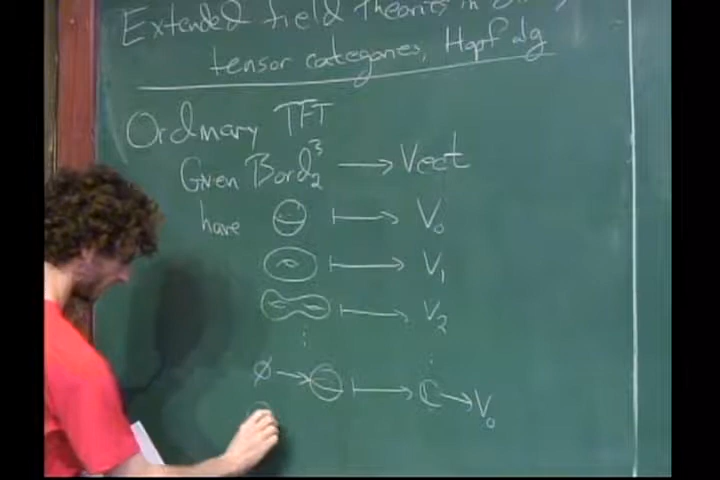 Extended field theories in
tensor categories, Hopf alg
Ordinary TFT
Given Bord₂³ → Vect
have ↦ V₀
↦ V₁
↦ V₂
⋮ ⋮
∅ → ↦ ℂ → V₀